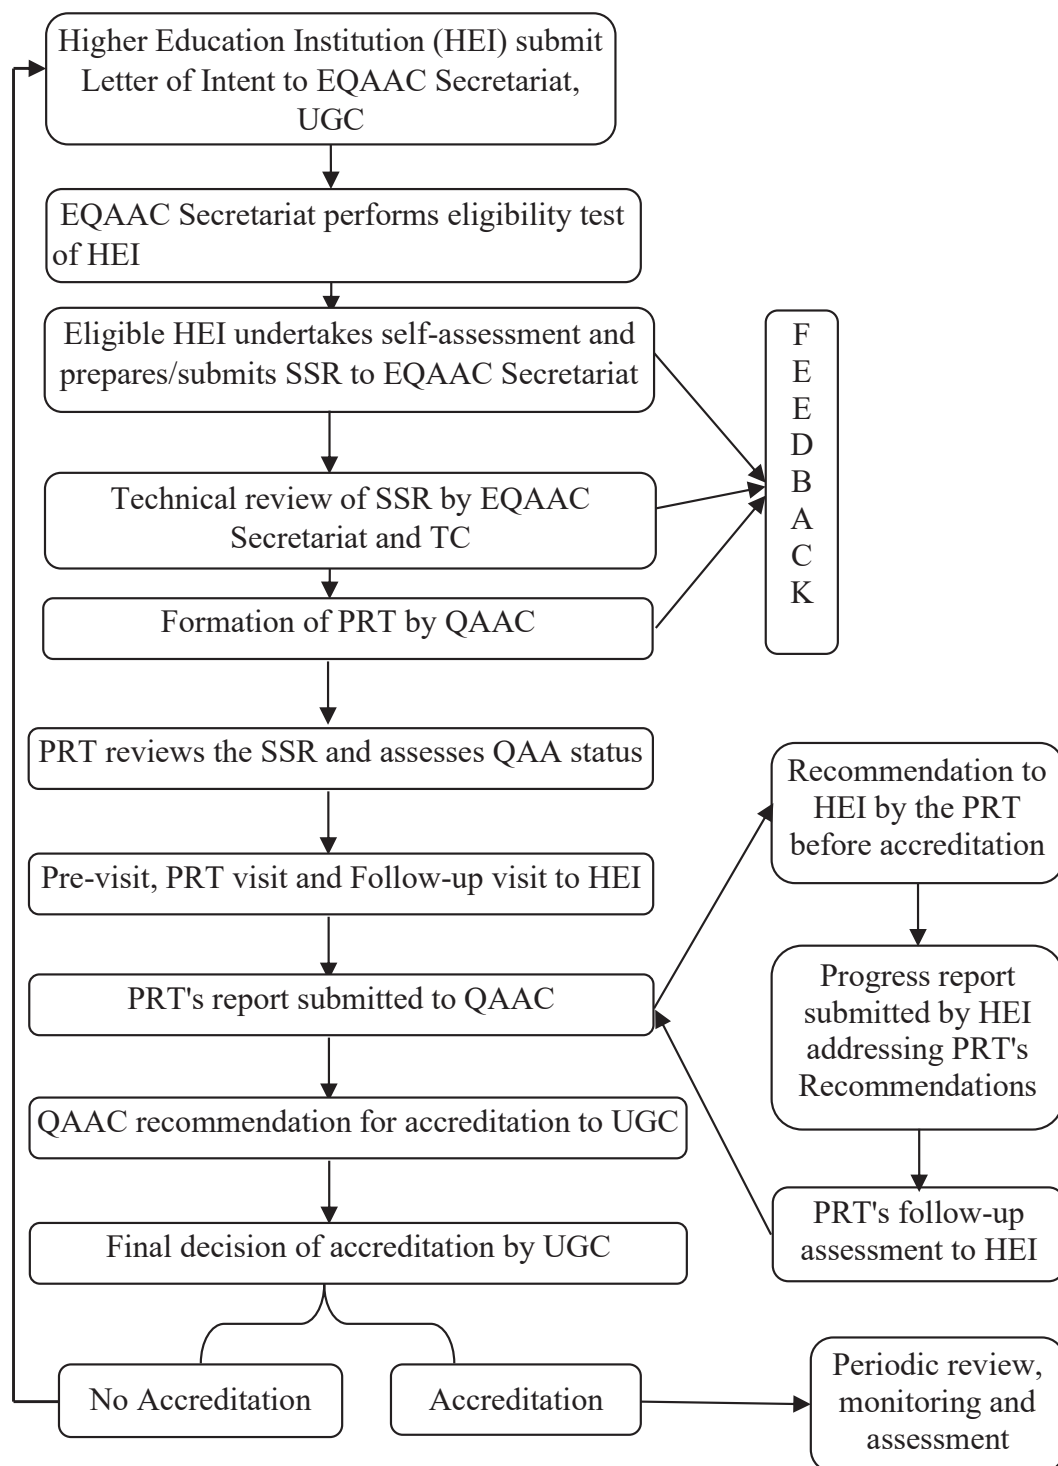 Higher Education Institution (HEI) submit
Letter of Intent to EQAAC Secretariat,
UGC
EQAAC Secretariat performs eligibility test
of HEI
Eligible HEI undertakes self-assessment and
prepares/submits SSR to EQAAC Secretariat
F
E
E
D
B
A
C
K
Technical review of SSR by EQAAC
Secretariat and TC
Formation of PRT by QAAC
PRT reviews the SSR and assesses QAA status
Pre-visit, PRT visit and Follow-up visit to HEI
PRT's report submitted to QAAC
Recommendation to
HEI by the PRT
before accreditation
Progress report
submitted by HEI
addressing PRT's
Recommendations
PRT's follow-up
assessment to HEI
QAAC recommendation for accreditation to UGC
Final decision of accreditation by UGC
No Accreditation
Accreditation
Periodic review,
monitoring and
assessment